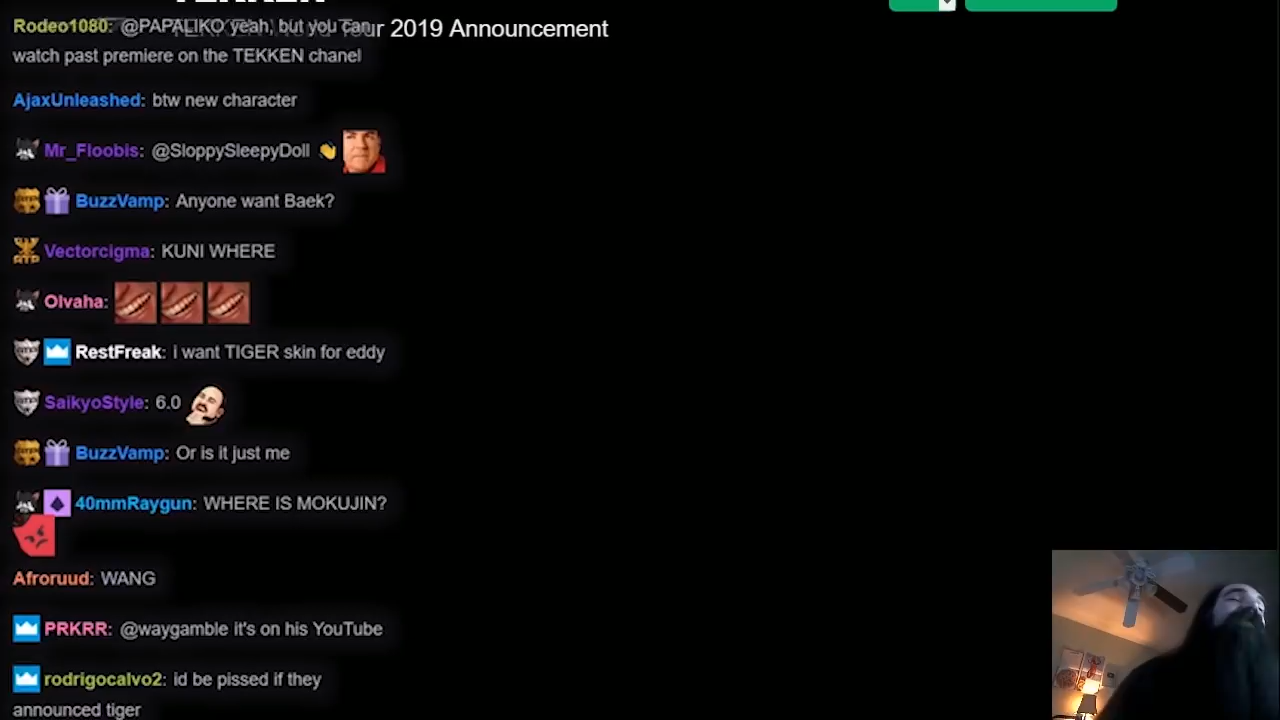 Rodeo1080: @PAPALIKO yeah, but you can
Tour 2019 Announcement
watch past premiere on the TEKKEN chanel
AjaxUnleashed: btw new character
Mr_Floobis: @SloppySleepyDoll
BuzzVamp: Anyone want Baek?
Vectorcigma: KUNI WHERE
Olvaha:
RestFreak: i want TIGER skin for eddy
SaikyoStyle: 6.0
BuzzVamp: Or is it just me
40mmRaygun: WHERE IS MOKUJIN?
Afroruud: WANG
PRKRR: @waygamble it's on his YouTube
rodrigocalvo2: id be pissed if they
announced tiger